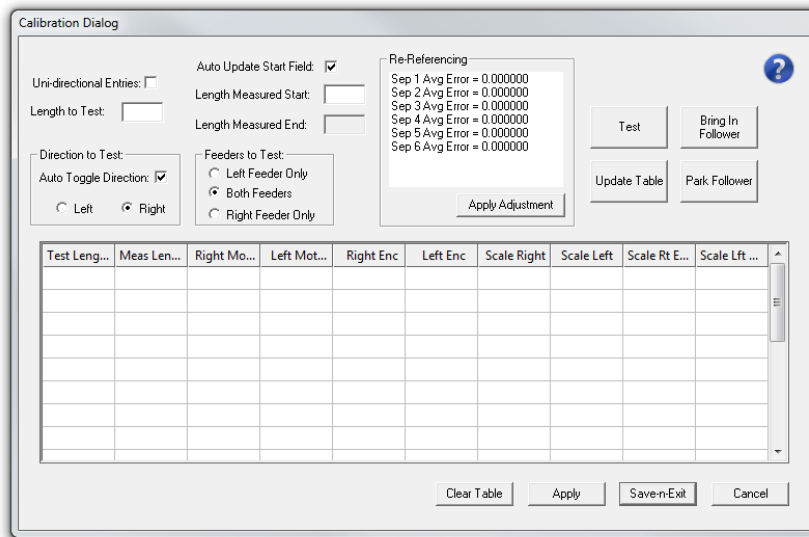 Calibration Dialog
Uni-directional Entries:
Length to Test:
Auto Update Start Field:
Length Measured Start:
Length Measured End:
Re-Referencing
Sep 1 Avg Error = 0.000000
Sep 2 Avg Error = 0.000000
Sep 3 Avg Error = 0.000000
Sep 4 Avg Error = 0.000000
Sep 5 Avg Error = 0.000000
Sep 6 Avg Error = 0.000000
Apply Adjustment
?
Test
Bring In
Follower
Update Table
Park Follower
Direction to Test:
Auto Toggle Direction:
Left
Right
Feeders to Test:
Left Feeder Only
Both Feeders
Right Feeder Only
Test Leng... Meas Len... Right Mo... Left Mot... Right Enc Left Enc Scale Right Scale Left Scale Rt E... Scale Lft ...
Clear Table
Apply
Save-n-Exit
Cancel